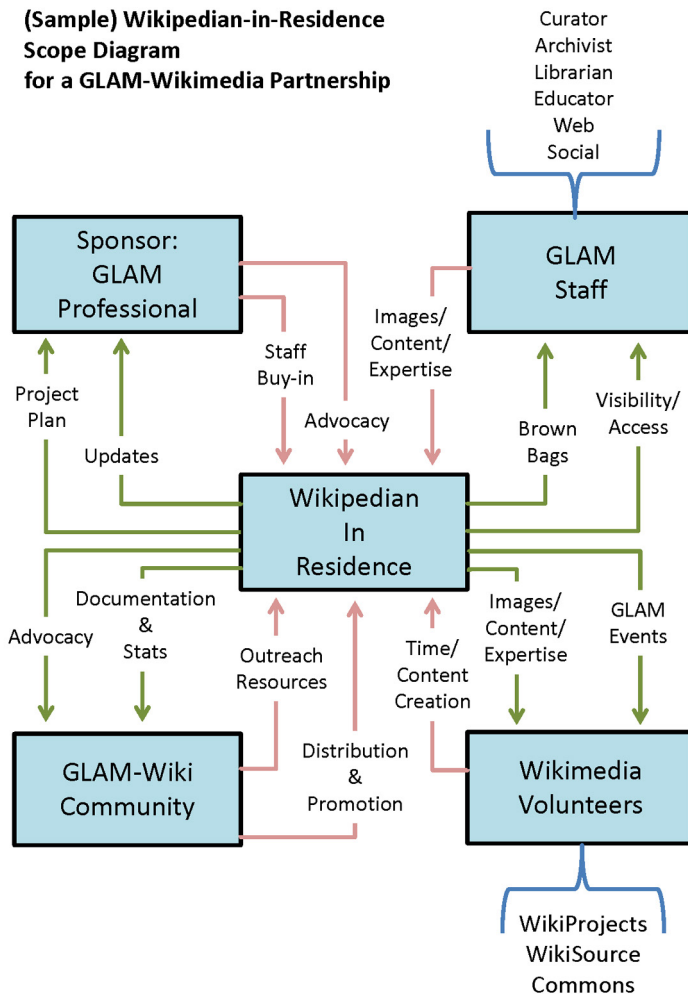 (Sample) Wikipedian-in-Residence
Scope Diagram
for a GLAM-Wikimedia Partnership
Curator
Archivist
Librarian
Educator
Web
Social
Sponsor:
GLAM
Professional
GLAM
Staff
Images/
Content/
Expertise
Staff
Buy-in
Project
Plan
Advocacy
Updates
Brown
Bags
Visibility/
Access
Wikipedian
In
Residence
Advocacy
Documentation
&
Stats
Outreach
Resources
Time/
Content
Creation
Images/
Content/
Expertise
GLAM
Events
Distribution
&
Promotion
GLAM-Wiki
Community
Wikimedia
Volunteers
WikiProjects
WikiSource
Commons